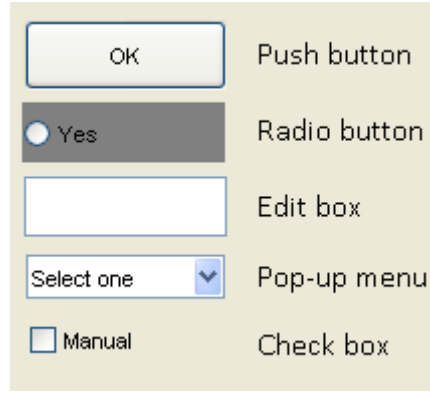 OK Push button
Yes Radio button
Edit box
Select one Pop-up menu
Manual Check box